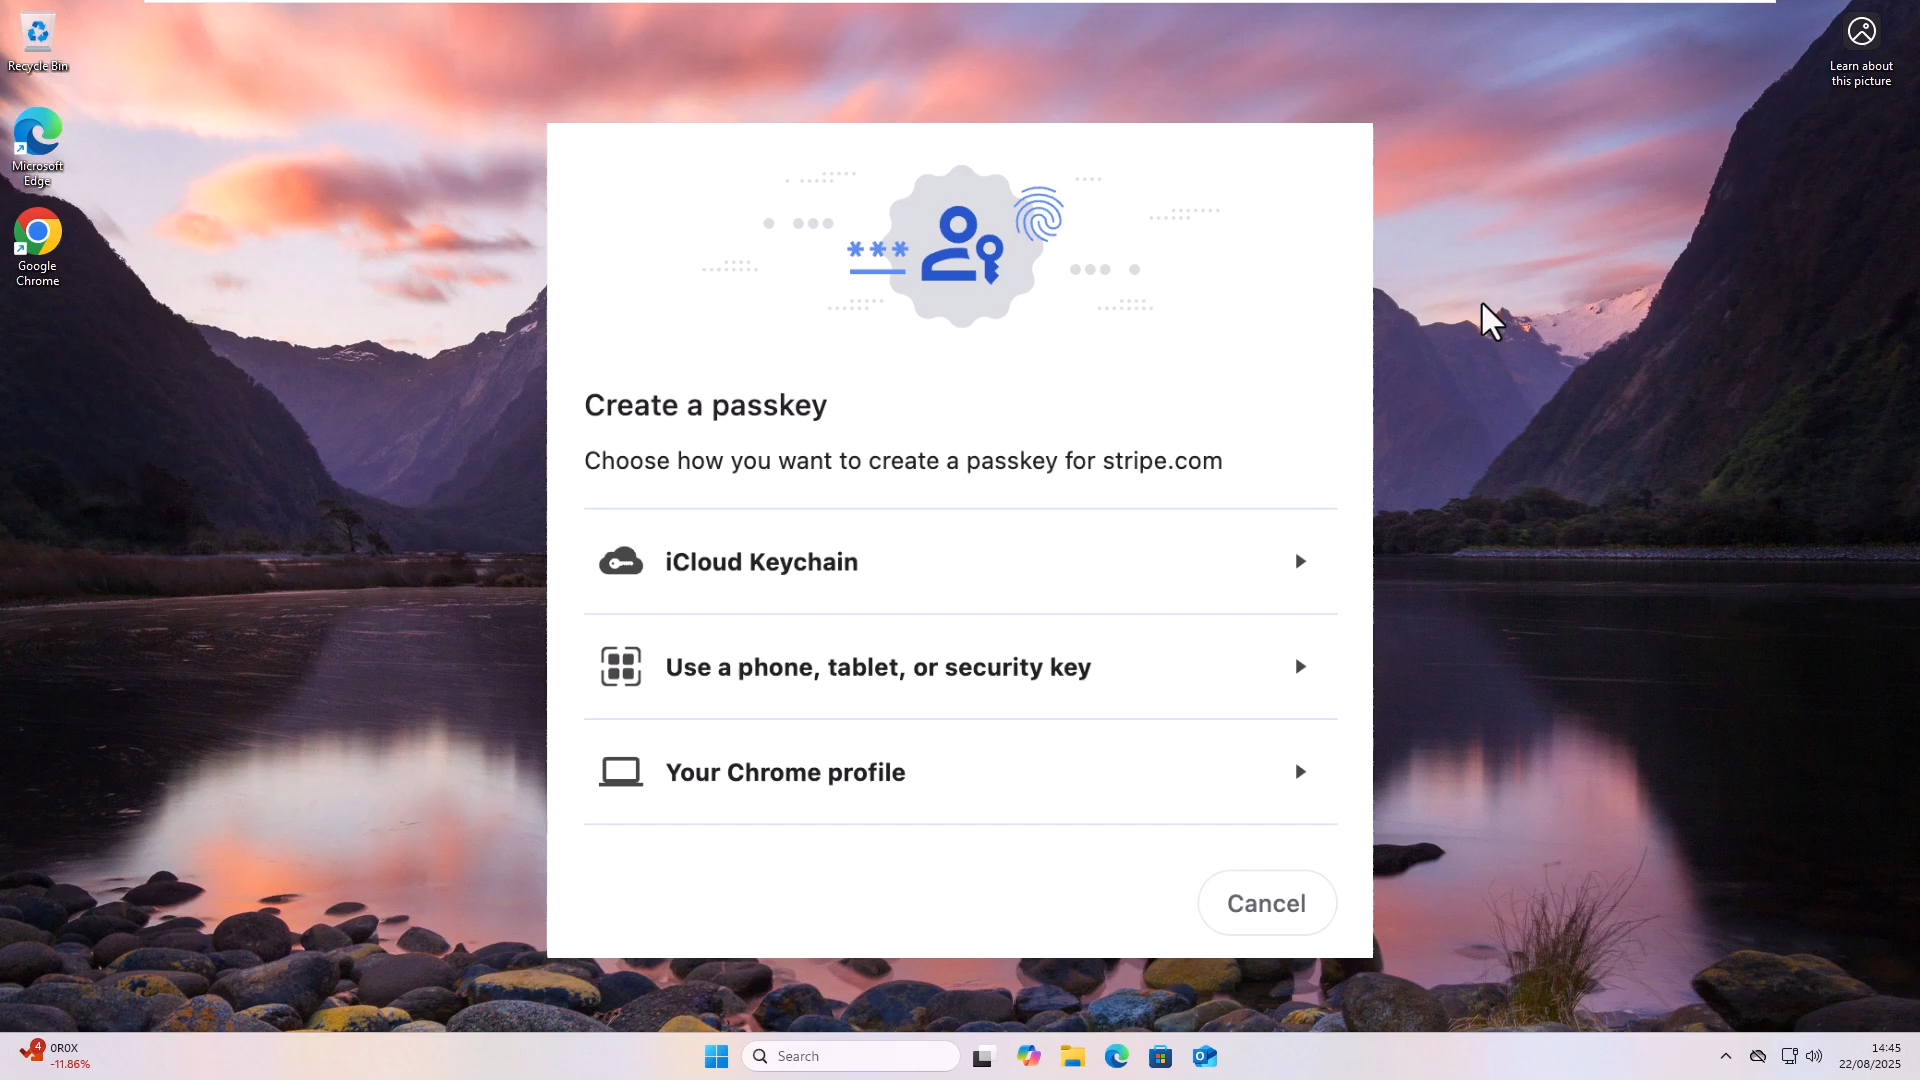 Recycle Bin
Learn about
this picture
Microsoft
Edge
Google
Chrome
***
Create a passkey
Choose how you want to create a passkey for stripe.com
iCloud Keychain
Use a phone, tablet, or security key
Your Chrome profile
Cancel
4
0R0X
-11.86%
Search
14:45
22/08/2025